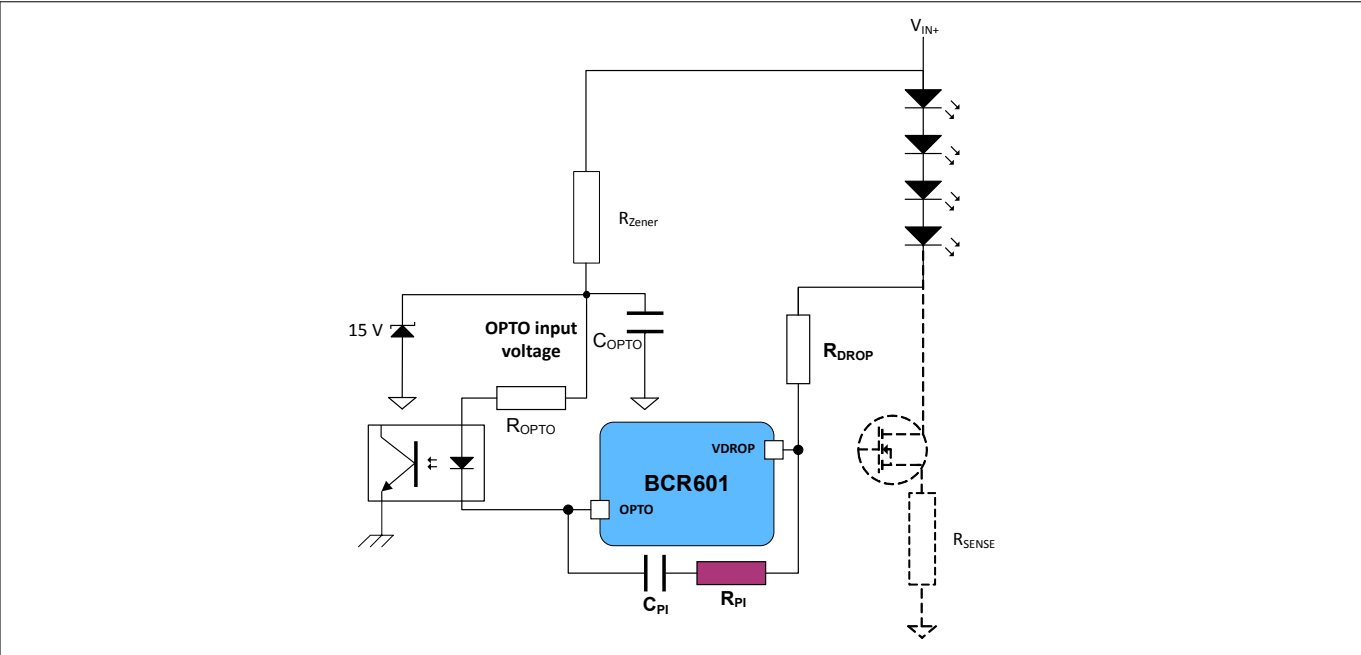 VIN+
RZener
15 V
OPTO input
voltage
COPTO
RDROP
ROPTO
VDROP
BCR601
OPTO
RSENSE
CPI
RPI